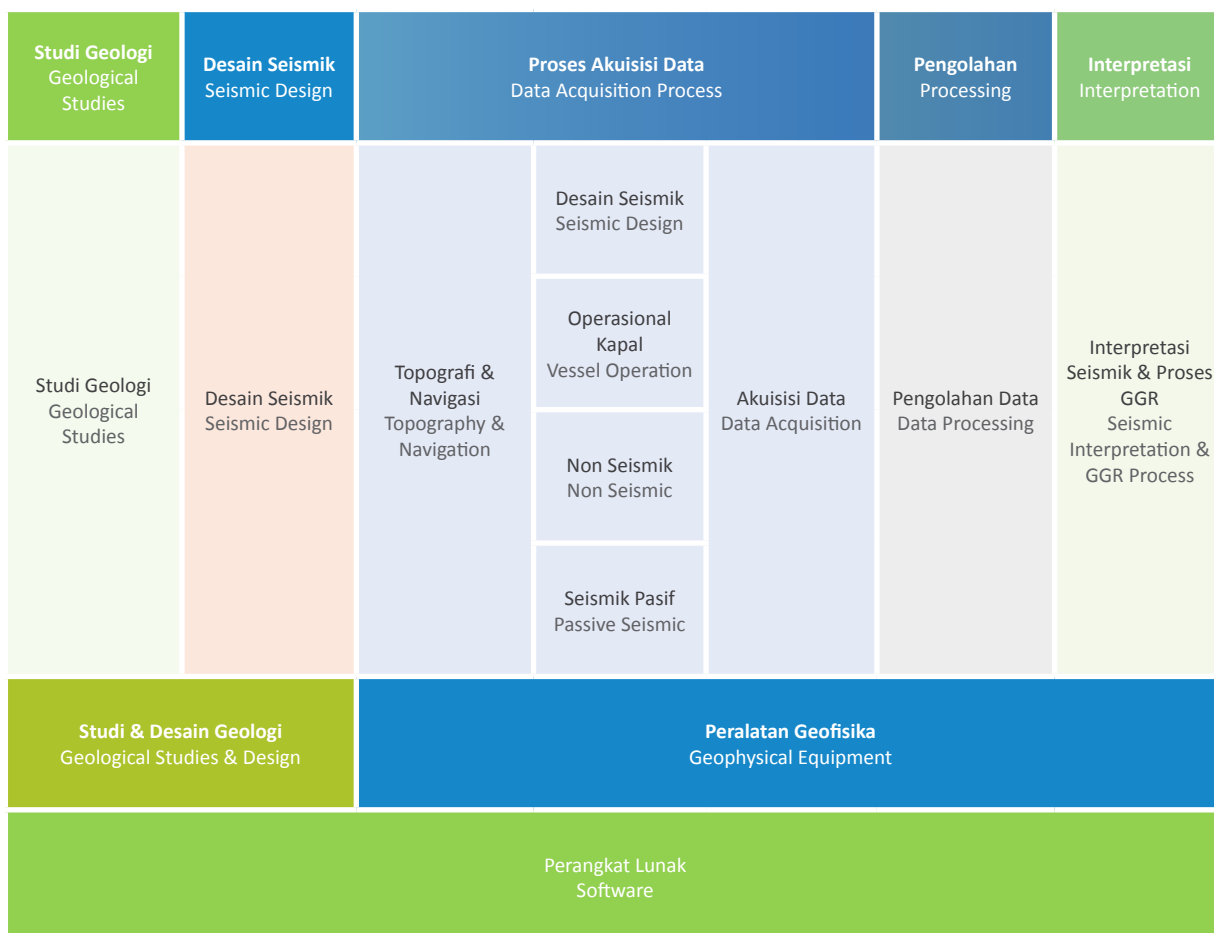 Studi Geologi
Geological
Studies
Desain Seismik
Seismic Design
Proses Akuisisi Data
Data Acquisition Process
Pengolahan
Processing
Interpretasi
Interpretation
Studi Geologi
Geological
Studies
Desain Seismik
Seismic Design
Topografi &
Navigasi
Topography &
Navigation
Desain Seismik
Seismic Design
Operasional
Kapal
Vessel Operation
Non Seismik
Non Seismic
Seismik Pasif
Passive Seismic
Akuisisi Data
Data Acquisition
Pengolahan Data
Data Processing
Interpretasi
Seismik & Proses
GGR
Seismic
Interpretation &
GGR Process
Studi & Desain Geologi
Geological Studies & Design
Peralatan Geofisika
Geophysical Equipment
Perangkat Lunak
Software